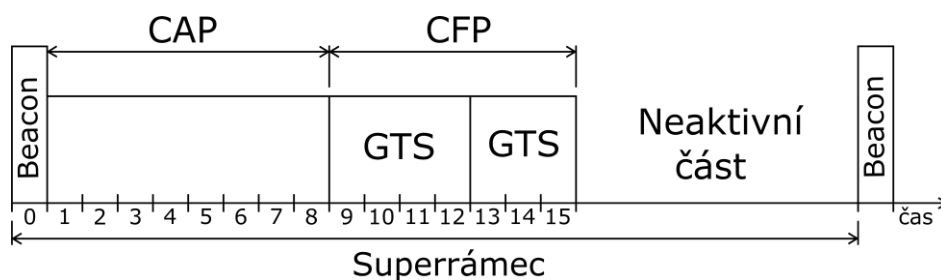 CAP CFP
Beacon
GTS GTS
Neaktivní
část
Beacon
0 1 2 3 4 5 6 7 8 9 10 11 12 13 14 15 čas
Superrámec